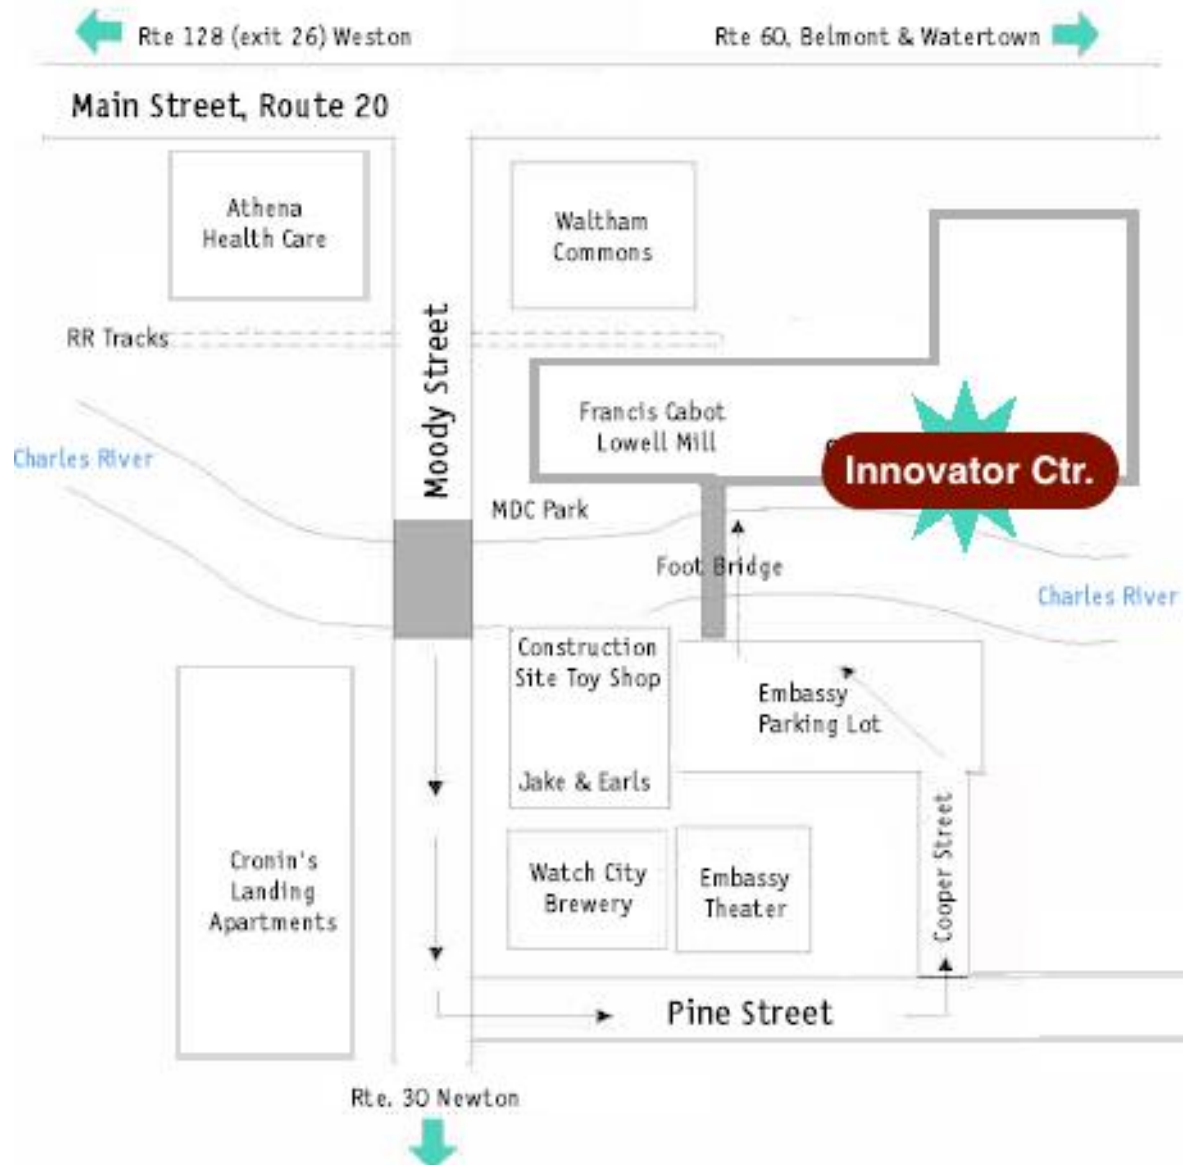 Rte 128 (exit 26) Weston
Rte 60, Belmont & Watertown
Main Street, Route 20
Athena
Health Care
Waltham
Commons
RR Tracks
Moody Street
Francis Cabot
Lowell Mill
Innovator Ctr.
Charles River
MDC Park
Foot Bridge
Charles River
Construction
Site Toy Shop
Embassy
Parking Lot
Jake & Earls
Cronin's
Landing
Apartments
Watch City
Brewery
Embassy
Theater
Cooper Street
Pine Street
Rte. 30 Newton